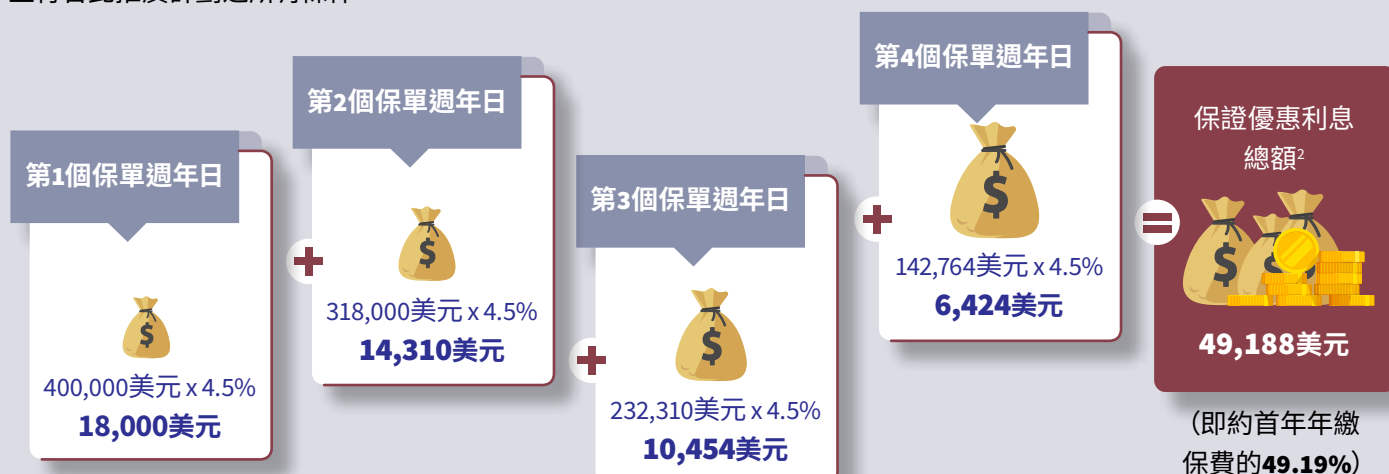 第1個保單週年日
400,000美元 x 4.5%
18,000美元
第2個保單週年日
318,000美元 x 4.5%
14,310美元
第3個保單週年日
232,310美元 x 4.5%
10,454美元
第4個保單週年日
142,764美元 x 4.5%
6,424美元
保證優惠利息
總額2
49,188美元
(即約首年年繳
保費的49.19%)